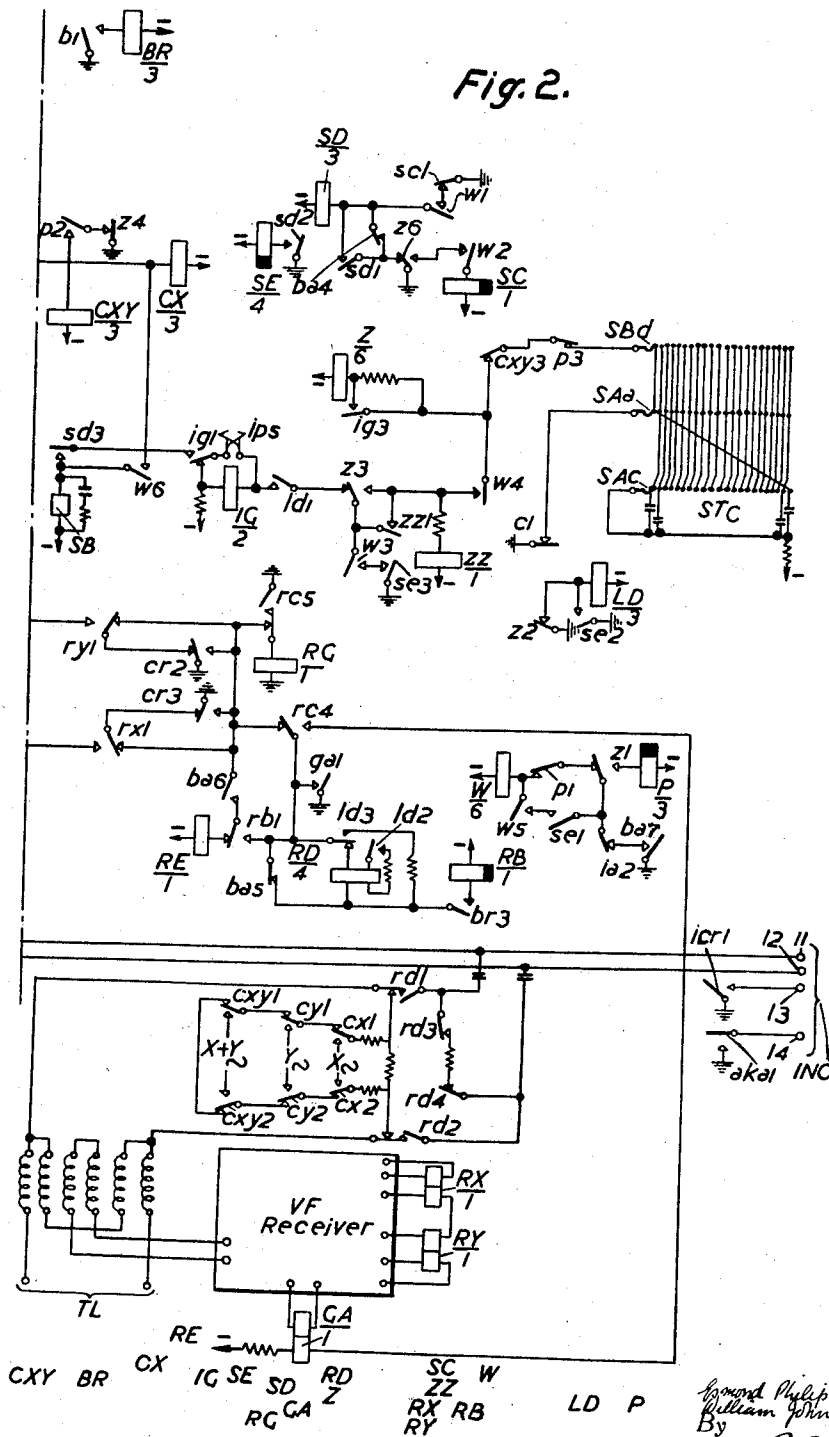 Fig. 2.
b1
BR
3
SD
3
sc1
w1
p2
z4
sd2
z6
w2
CX
3
SE
4
ba4
sd1
SC
1
CXY
3
Z
6
cxy3
p3
SBd
ig3
SAa
sd3
ig1
ips
z3
w4
SAC
STC
w6
IG
2
ld1
zz1
c1
SB
w3
se3
ZZ
1
LD
3
z2
se2
rc5
ry1
cr2
RG
1
cr3
rc4
rx1
ga1
z1
ba6
W
6
p1
P
3
rb1
ld3
ld2
w5
se1
ba7
RE
1
RD
4
RB
1
la2
ba5
br3
icr1
12
11
rd1
13
cxy1
cy1
cx1
rd3
X+Y
Y
X
14
INC
rd4
aka1
cxy2
cy2
cx2
rd2
VF
Receiver
RX
1
RY
1
TL
GA
1
RE
CXY BR CX IG SE SD RD SC W
RG GA Z ZZ LD P
RX RB
RY
Esmond Philip
William John
By